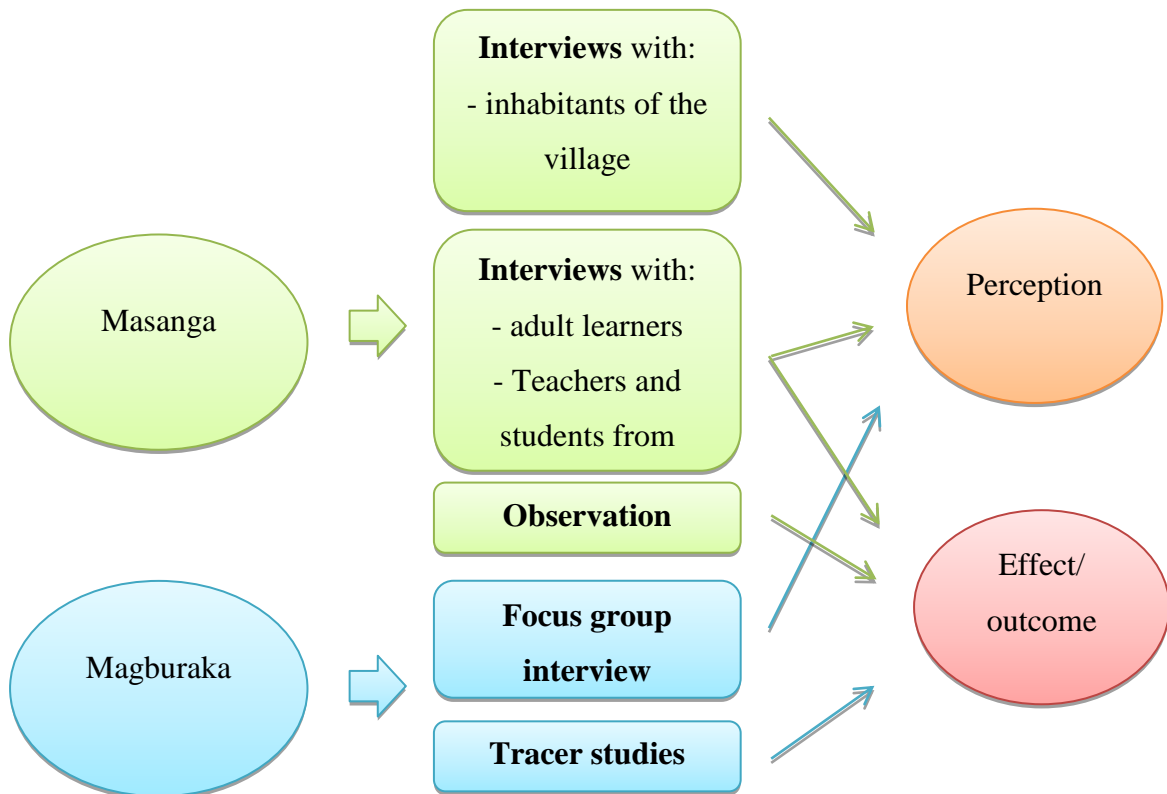 Interviews with:
- inhabitants of the
village
Masanga
Interviews with:
- adult learners
- Teachers and
students from
Observation
Magburaka
Focus group
interview
Tracer studies
Perception
Effect/
outcome